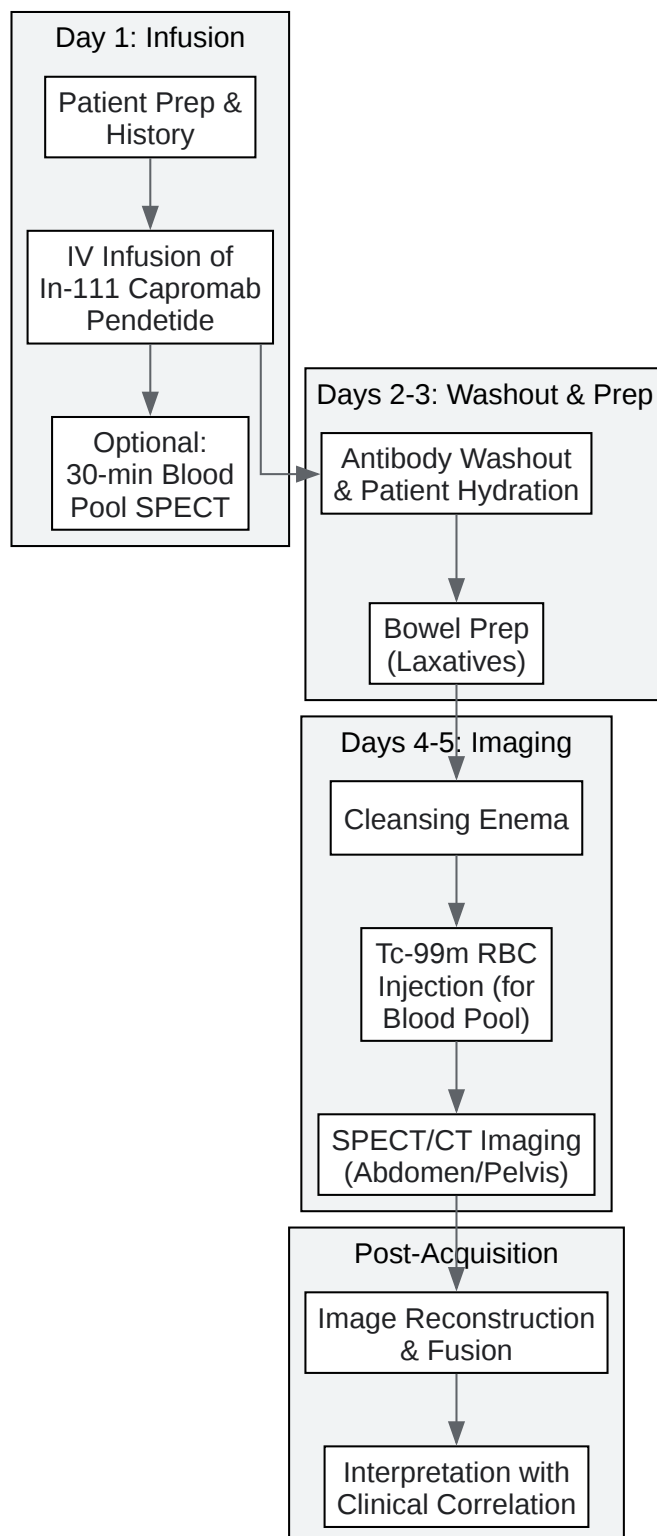 Day 1: Infusion
Patient Prep &
History
IV Infusion of
In-111 Capromab
Pendetide
Optional:
30-min Blood
Pool SPECT
Days 2-3: Washout & Prep
Antibody Washout
& Patient Hydration
Bowel Prep
(Laxatives)
Days 4-5: Imaging
Cleansing Enema
Tc-99m RBC
Injection (for
Blood Pool)
SPECT/CT Imaging
(Abdomen/Pelvis)
Post-Acquisition
Image Reconstruction
& Fusion
Interpretation with
Clinical Correlation